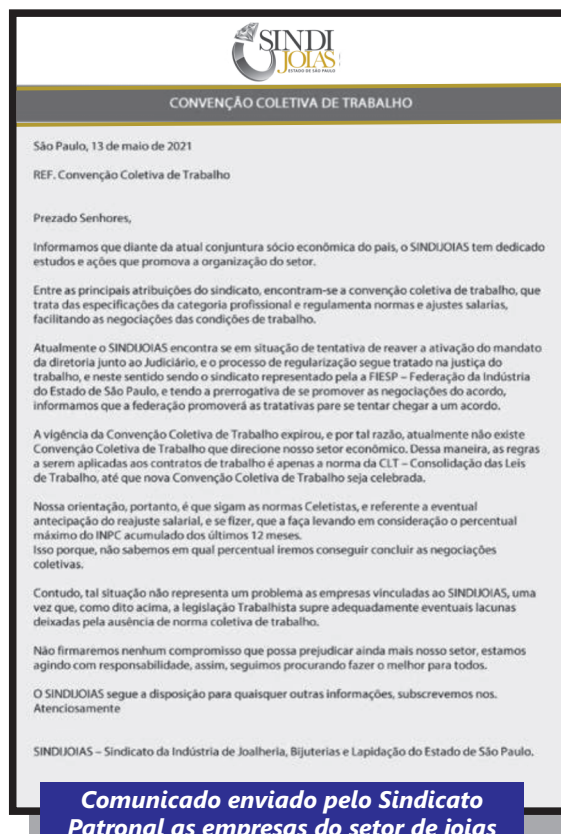 SINDI
JOIAS
ESTADO DE SÃO PAULO
CONVENÇÃO COLETIVA DE TRABALHO
São Paulo, 13 de maio de 2021
REF. Convenção Coletiva de Trabalho
Prezado Senhores,
Informamos que diante da atual conjuntura sócio econômica do pais, o SINDIJOIAS tem dedicado
estudos e ações que promova a organização do setor.
Entre as principais atribuições do sindicato, encontram-se a convenção coletiva de trabalho, que
trata das especificações da categoria profissional e regulamenta normas e ajustes salarias,
facilitando as negociações das condições de trabalho.
Atualmente o SINDIJOIAS encontra se em situação de tentativa de reaver a ativação do mandato
da diretoria junto ao Judiciário, e o processo de regularização segue tratado na justiça do
trabalho, e neste sentido sendo o sindicato representado pela a FIESP – Federação da Indústria
do Estado de São Paulo, e tendo a prerrogativa de se promover as negociações do acordo,
informamos que a federação promoverá as tratativas pare se tentar chegar a um acordo.
A vigência da Convenção Coletiva de Trabalho expirou, e por tal razão, atualmente não existe
Convenção Coletiva de Trabalho que direcione nosso setor econômico. Dessa maneira, as regras
a serem aplicadas aos contratos de trabalho é apenas a norma da CLT – Consolidação das Leis
de Trabalho, até que nova Convenção Coletiva de Trabalho seja celebrada.
Nossa orientação, portanto, é que sigam as normas Celetistas, e referente a eventual
antecipação do reajuste salarial, e se fizer, que a faça levando em consideração o percentual
máximo do INPC acumulado dos últimos 12 meses.
Isso porque, não sabemos em qual percentual iremos conseguir concluir as negociações
coletivas.
Contudo, tal situação não representa um problema as empresas vinculadas ao SINDIJOIAS, uma
vez que, como dito acima, a legislação Trabalhista supre adequadamente eventuais lacunas
deixadas pela ausência de norma coletiva de trabalho.
Não firmaremos nenhum compromisso que possa prejudicar ainda mais nosso setor, estamos
agindo com responsabilidade, assim, seguimos procurando fazer o melhor para todos.
O SINDIJOIAS segue a disposição para quaisquer outras informações, subscrevemos nos.
Atenciosamente
SINDIJOIAS – Sindicato da Indústria de Joalheria, Bijuterias e Lapidação do Estado de São Paulo.
Comunicado enviado pelo Sindicato
Patronal as empresas do setor de joias